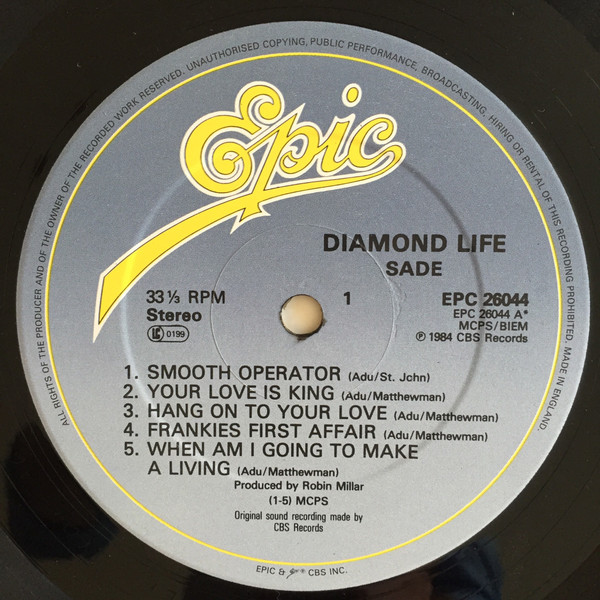 ALL RIGHTS OF THE PRODUCER AND OF THE OWNER OF THE RECORDED WORK RESERVED. UNAUTHORISED COPYING, PUBLIC PERFORMANCE, BROADCASTING, HIRING OR RENTAL OF THIS RECORDING PROHIBITED. MADE IN ENGLAND.
Epic
DIAMOND LIFE
SADE
33 1/3 RPM
Stereo
LC 0199
1
EPC 26044
EPC 26044 A*
MCPS/BIEM
℗ 1984 CBS Records
1. SMOOTH OPERATOR (Adu/St. John)
2. YOUR LOVE IS KING (Adu/Matthewman)
3. HANG ON TO YOUR LOVE (Adu/Matthewman)
4. FRANKIES FIRST AFFAIR (Adu/Matthewman)
5. WHEN AM I GOING TO MAKE
A LIVING (Adu/Matthewman)
Produced by Robin Millar
(1-5) MCPS
Original sound recording made by
CBS Records
EPIC & Epic ® CBS INC.